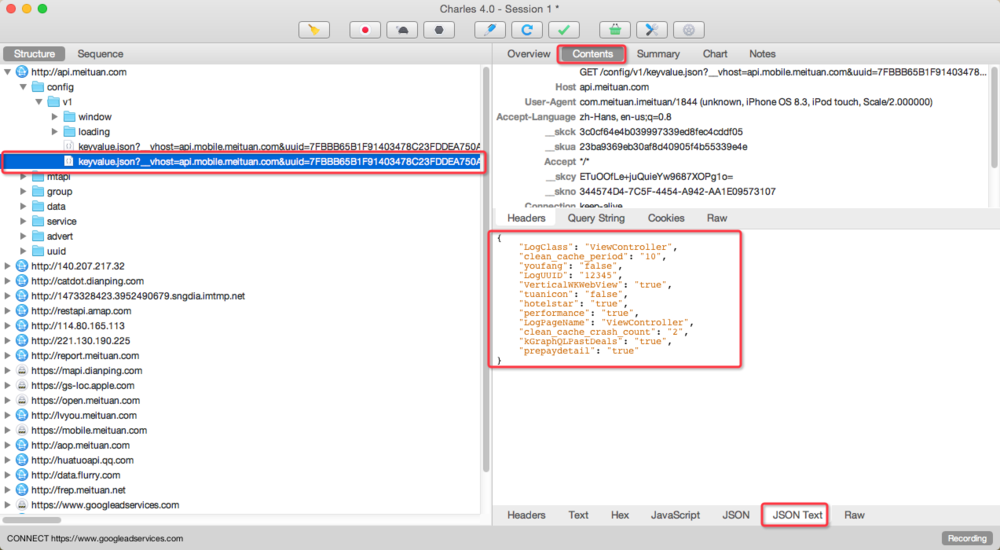 Charles 4.0 - Session 1 *
Structure
Sequence
http://api.meituan.com
config
v1
window
loading
keyvalue.json?__vhost=api.mobile.meituan.com&uuid=7FBBB65B1F91403478C23FDDEA750A
keyvalue.json?__vhost=api.mobile.meituan.com&uuid=7FBBB65B1F91403478C23FDDEA750A
mtapi
group
data
service
advert
uuid
http://140.207.217.32
http://catdot.dianping.com
http://1473328423.3952490679.sngdia.imtmp.net
http://restapi.amap.com
http://114.80.165.113
http://221.130.190.225
http://report.meituan.com
https://mapi.dianping.com
https://gs-loc.apple.com
https://open.meituan.com
http://lvyou.meituan.com
https://mobile.meituan.com
http://aop.meituan.com
http://huatuoapi.qq.com
http://data.flurry.com
http://frep.meituan.net
https://www.googleadservices.com
Overview
Contents
Summary
Chart
Notes
GET /config/v1/keyvalue.json?__vhost=api.mobile.meituan.com&uuid=7FBBB65B1F91403478...
Host api.meituan.com
User-Agent com.meituan.imeituan/1844 (unknown, iPhone OS 8.3, iPod touch, Scale/2.000000)
Accept-Language zh-Hans, en-us;q=0.8
__skck 3c0cf64e4b039997339ed8fec4cddf05
__skua 23ba9369eb30af8d40905f4b55339e4e
Accept */*
__skcy ETuOOfLe+juQuieYw9687XOPg1o=
__skno 344574D4-7C5F-4454-A942-AA1E09573107
Connection keep-alive
Headers
Query String
Cookies
Raw
{
"LogClass": "ViewController",
"clean_cache_period": "10",
"youfang": "false",
"LogUUID": "12345",
"VerticalWKWebView": "true",
"tuanicon": "false",
"hotelstar": "true",
"performance": "true",
"LogPageName": "ViewController",
"clean_cache_crash_count": "2",
"kGraphQLPastDeals": "true",
"prepaydetail": "true"
}
Headers
Text
Hex
JavaScript
JSON
JSON Text
Raw
CONNECT https://www.googleadservices.com
Recording